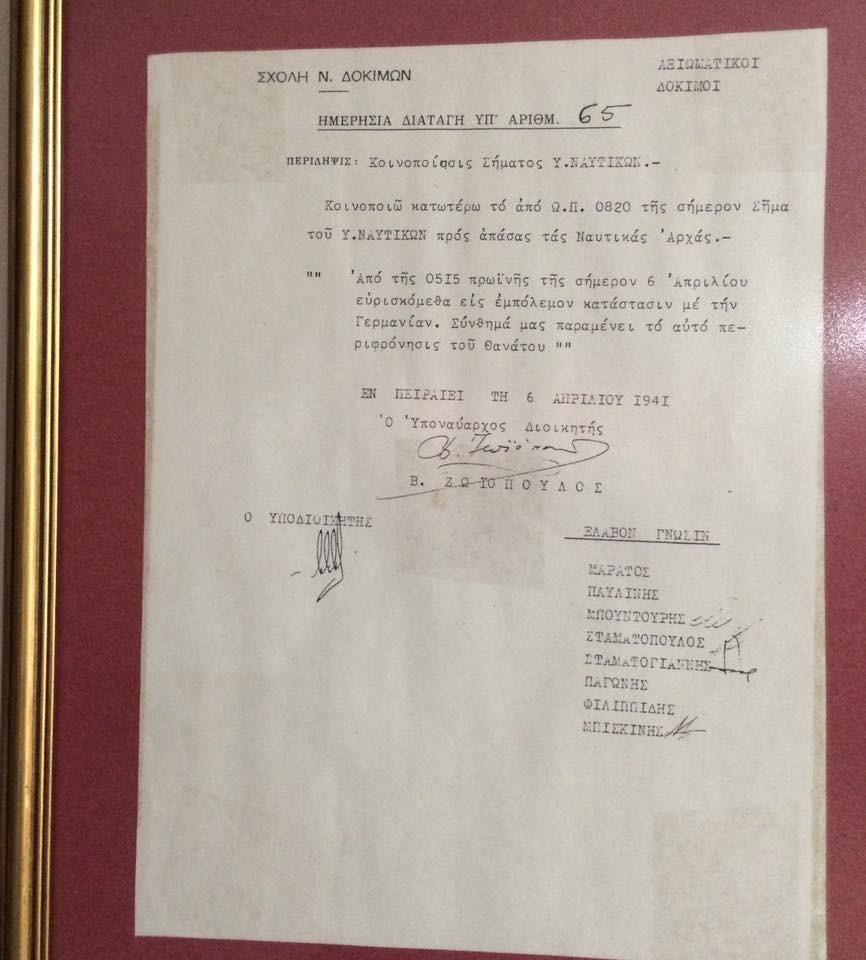 ΣΧΟΛΗ Ν. ΔΟΚΙΜΩΝ
ΑΞΙΩΜΑΤΙΚΟΙ
ΔΟΚΙΜΟΙ
ΗΜΕΡΗΣΙΑ ΔΙΑΤΑΓΗ ΥΠ' ΑΡΙΘΜ. 65
ΠΕΡΙΛΗΨΙΣ: Κοινοποίησις Σήματος Υ.ΝΑΥΤΙΚΩΝ.-
Κοινοποιῶ κατωτέρω τό ἀπό Ω.Π. 0820 τῆς σήμερον Σῆμα
τοῦ Υ.ΝΑΥΤΙΚΩΝ πρός ἁπάσας τάς Ναυτικάς Ἀρχάς.-
"" Ἀπό τῆς 0515 πρωϊνῆς τῆς σήμερον 6 Ἀπριλίου
εὑρισκόμεθα είς ἐμπόλεμον κατάστασιν μέ τήν
Γερμανίαν. Σύνθημά μας παραμένει τό αὐτό πε-
ριφρόνησις τοῦ Θανάτου ""
ΕΝ ΠΕΙΡΑΙΕΙ ΤΗ 6 ΑΠΡΙΛΙΟΥ 1941
Ὁ Ὑποναύαρχος Διοικητής
Β. ΖΩΙΟΠΟΥΛΟΣ
Ο ΥΠΟΔΙΟΙΚΗΤΗΣ
ΕΛΑΒΟΝ ΓΝΩΣΙΝ
ΜΑΡΑΤΟΣ
ΠΑΥΛΙΝΗΣ
ΜΠΟΥΝΤΟΥΡΗΣ
ΣΤΑΜΑΤΟΠΟΥΛΟΣ
ΣΤΑΜΑΤΟΓΙΑΝΝΗΣ
ΠΑΓΩΝΗΣ
ΦΙΛΙΠΠΙΔΗΣ
ΜΠΙΣΚΙΝΗΣ